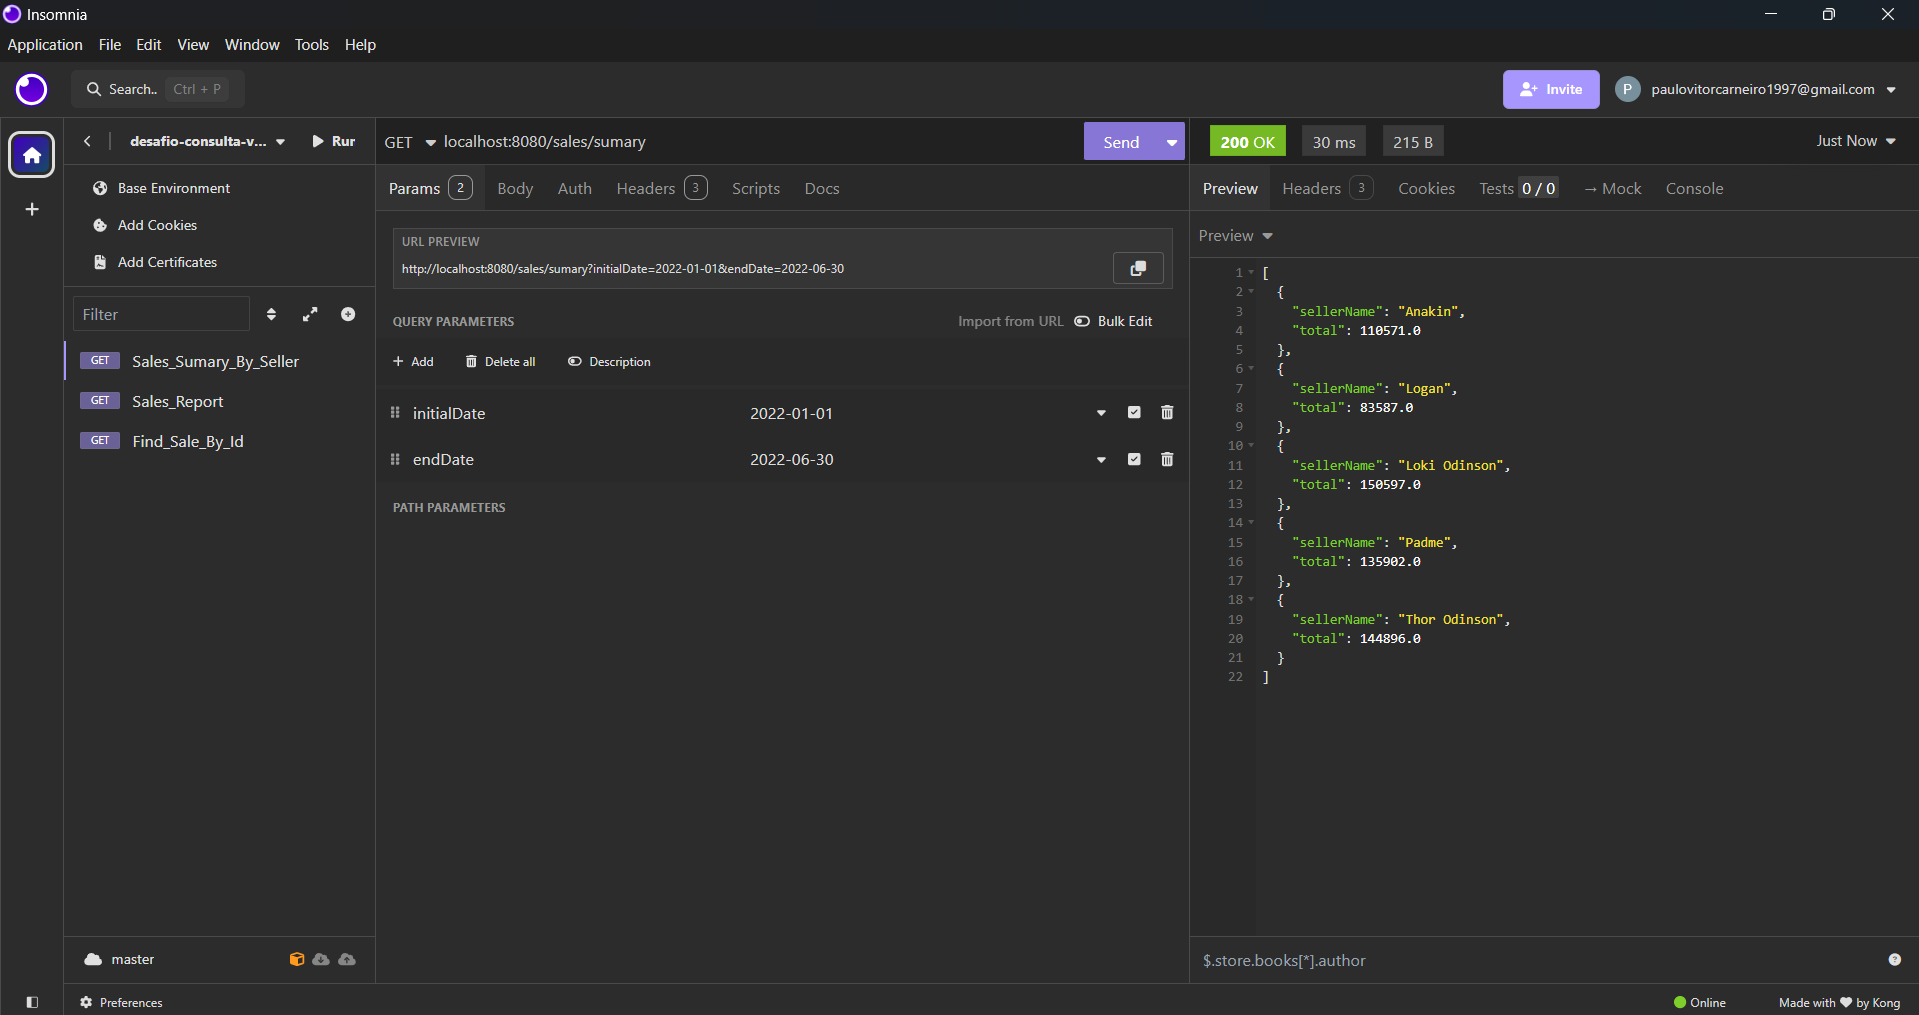 Insomnia
Application File Edit View Window Tools Help
Search.. Ctrl + P
Invite
P paulovitorcarneiro1997@gmail.com
desafio-consulta-v... Run
Base Environment
Add Cookies
Add Certificates
Filter
GET Sales_Sumary_By_Seller
GET Sales_Report
GET Find_Sale_By_Id
master
Preferences
GET localhost:8080/sales/sumary Send
Params 2 Body Auth Headers 3 Scripts Docs
URL PREVIEW
http://localhost:8080/sales/sumary?initialDate=2022-01-01&endDate=2022-06-30
QUERY PARAMETERS Import from URL Bulk Edit
+ Add Delete all Description
initialDate 2022-01-01
endDate 2022-06-30
PATH PARAMETERS
200 OK 30 ms 215 B Just Now
Preview Headers 3 Cookies Tests 0 / 0 → Mock Console
Preview
1 [
2 {
3 "sellerName": "Anakin",
4 "total": 110571.0
5 },
6 {
7 "sellerName": "Logan",
8 "total": 83587.0
9 },
10 {
11 "sellerName": "Loki Odinson",
12 "total": 150597.0
13 },
14 {
15 "sellerName": "Padme",
16 "total": 135902.0
17 },
18 {
19 "sellerName": "Thor Odinson",
20 "total": 144896.0
21 }
22 ]
$.store.books[*].author ?
Online Made with ♥ by Kong